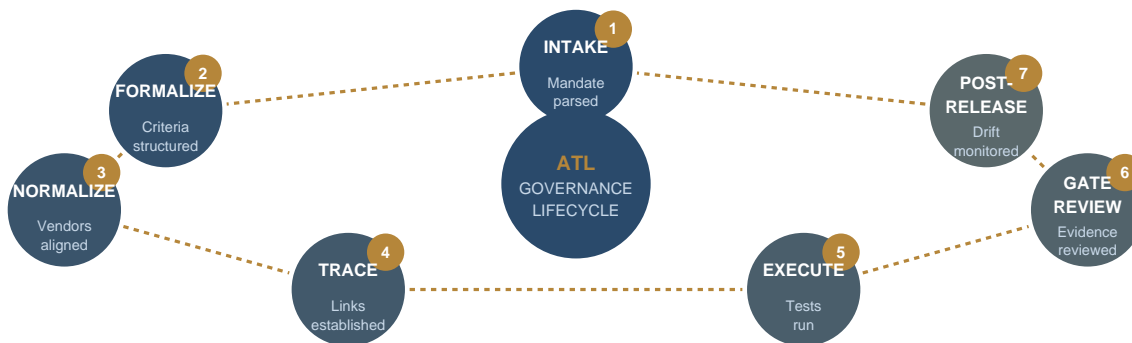 1
INTAKE
Mandate
parsed
2
FORMALIZE
Criteria
structured
3
NORMALIZE
Vendors
aligned
4
TRACE
Links
established
5
EXECUTE
Tests
run
6
GATE
REVIEW
Evidence
reviewed
7
POST-
RELEASE
Drift
monitored
ATL
GOVERNANCE
LIFECYCLE